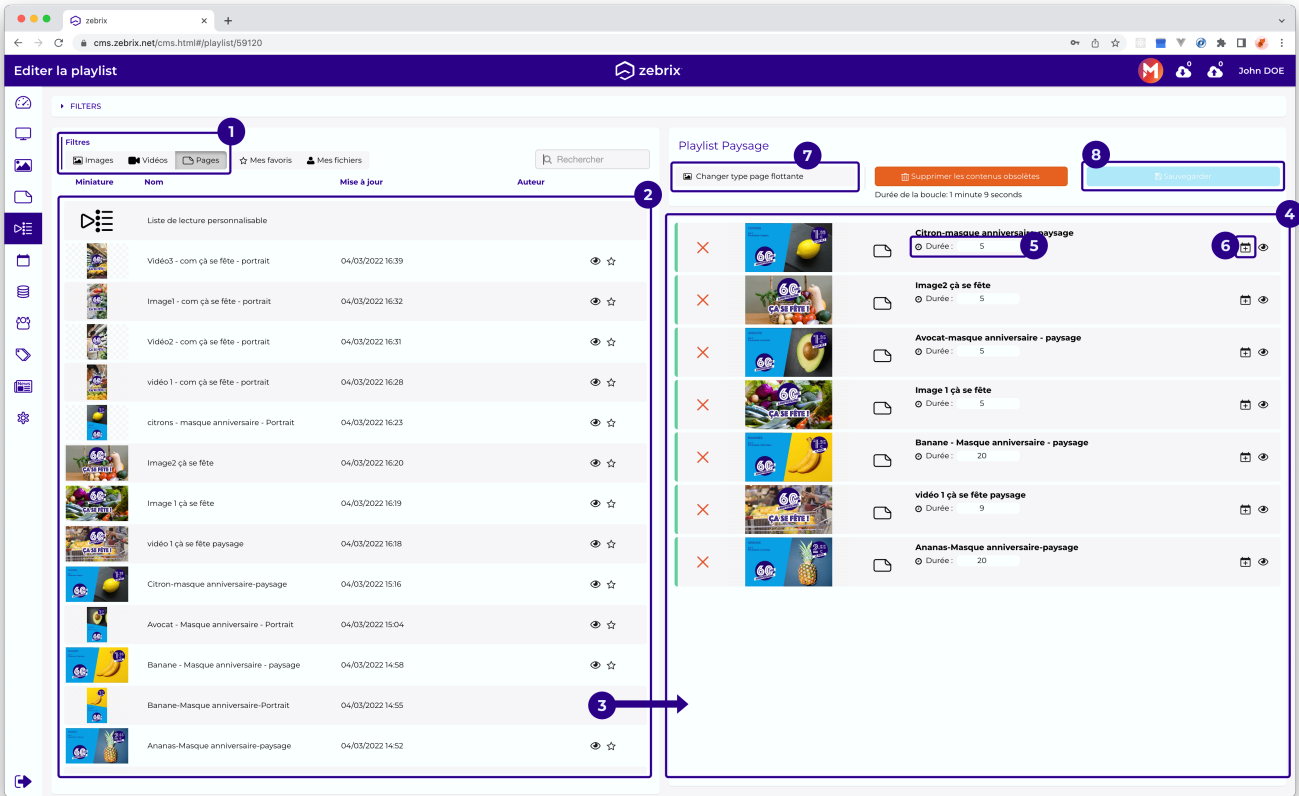 zebrix
cms.zebrix.net/cms.html#/playlist/59120
Editer la playlist
zebrix
John DOE
FILTERS
Filtres
Images Vidéos Pages Mes favoris Mes fichiers
Rechercher
1
Miniature Nom Mise à jour Auteur
2
Liste de lecture personnalisable
Vidéo3 - com çà se fête - portrait 04/03/2022 16:39
Image1 - com çà se fête - portrait 04/03/2022 16:32
Vidéo2 - com çà se fête - portrait 04/03/2022 16:31
vidéo 1 - com çà se fête - portrait 04/03/2022 16:28
citrons - masque anniversaire - Portrait 04/03/2022 16:23
Image2 çà se fête 04/03/2022 16:20
Image 1 çà se fête 04/03/2022 16:19
vidéo 1 çà se fête paysage 04/03/2022 16:18
Citron-masque anniversaire-paysage 04/03/2022 15:16
Avocat - Masque anniversaire - Portrait 04/03/2022 15:04
Banane - Masque anniversaire - paysage 04/03/2022 14:58
Banane-Masque anniversaire-Portrait 04/03/2022 14:55
Ananas-Masque anniversaire-paysage 04/03/2022 14:52
3
Playlist Paysage
7
8
Changer type page flottante
Supprimer les contenus obsolètes
Sauvegarder
Durée de la boucle: 1 minute 9 secondes
4
Citron-masque anniversaire-paysage
Durée : 5
5
6
Image2 çà se fête
Durée : 5
ÇA SE FÊTE !
Avocat-masque anniversaire - paysage
Durée : 5
Image 1 çà se fête
Durée : 5
ÇA SE FÊTE !
Banane - Masque anniversaire - paysage
Durée : 20
vidéo 1 çà se fête paysage
Durée : 9
ÇA SE FÊTE !
Ananas-Masque anniversaire-paysage
Durée : 20